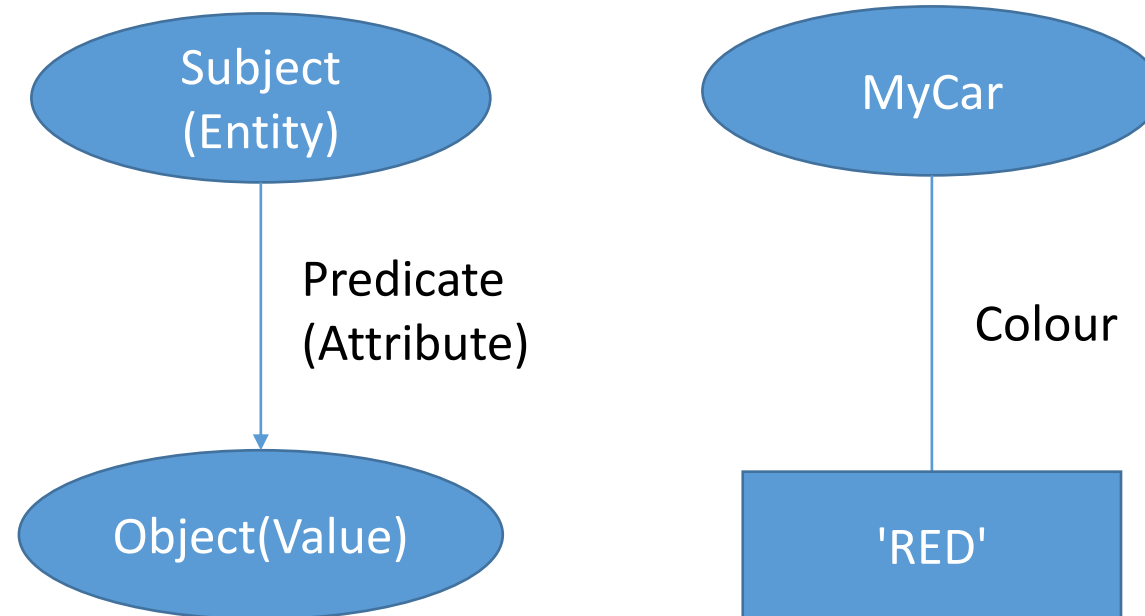 Subject
(Entity)
Predicate
(Attribute)
Object(Value)
MyCar
Colour
'RED'